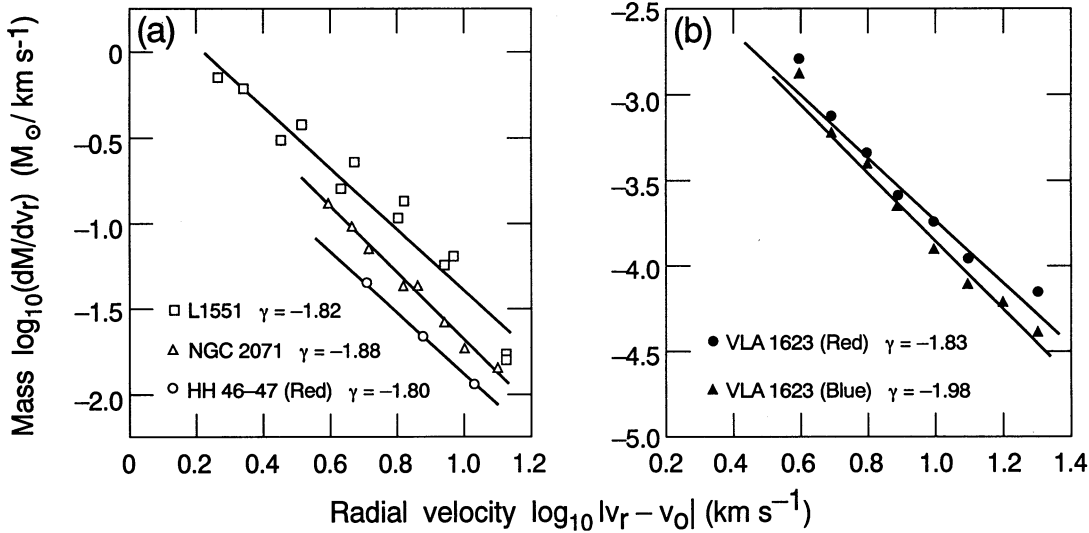 (a)
(b)
Mass log10(dM/dvr) (M⊙/ km s-1)
0
−0.5
−1.0
−1.5
−2.0
□ L1551 γ = −1.82
△ NGC 2071 γ = −1.88
○ HH 46–47 (Red) γ = −1.80
0 0.2 0.4 0.6 0.8 1.0 1.2
−2.5
−3.0
−3.5
−4.0
−4.5
−5.0
● VLA 1623 (Red) γ = −1.83
▲ VLA 1623 (Blue) γ = −1.98
0.2 0.4 0.6 0.8 1.0 1.2 1.4
Radial velocity log10 |vr – vo| (km s−1)